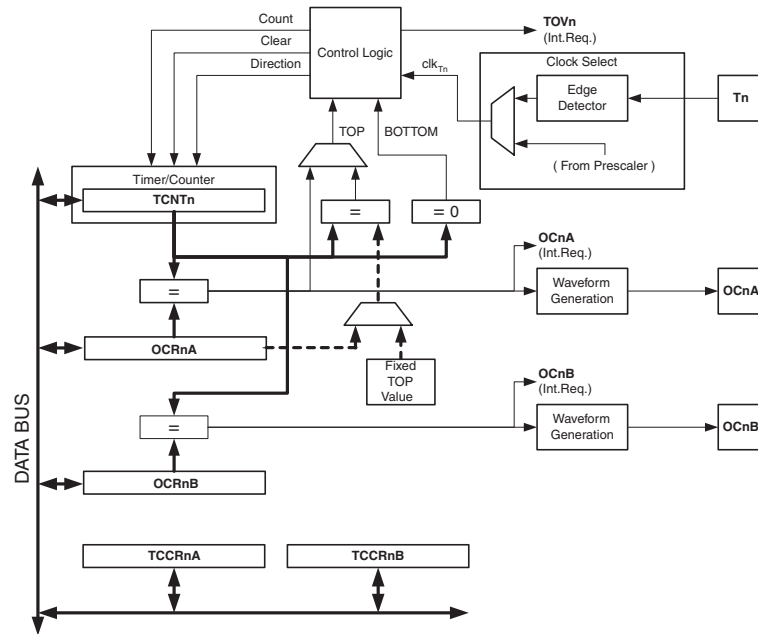 Count
Clear
Direction
Control Logic
TOVn
(Int.Req.)
clkTn
Clock Select
Edge
Detector
Tn
( From Prescaler )
TOP
BOTTOM
Timer/Counter
TCNTn
=
= 0
OCnA
(Int.Req.)
=
Waveform
Generation
OCnA
OCRnA
Fixed
TOP
Value
OCnB
(Int.Req.)
=
Waveform
Generation
OCnB
OCRnB
DATA BUS
TCCRnA
TCCRnB